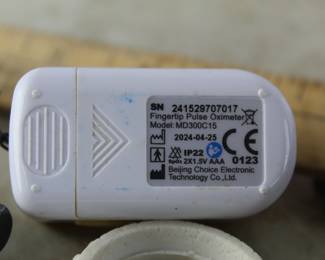 SN 241529707017
Fingertip Pulse Oximeter
Model: MD300C15
2024-04-25
IP22
SpO₂ 2X1.5V AAA 0123
Beijing Choice Electronic
Technology Co.,Ltd.